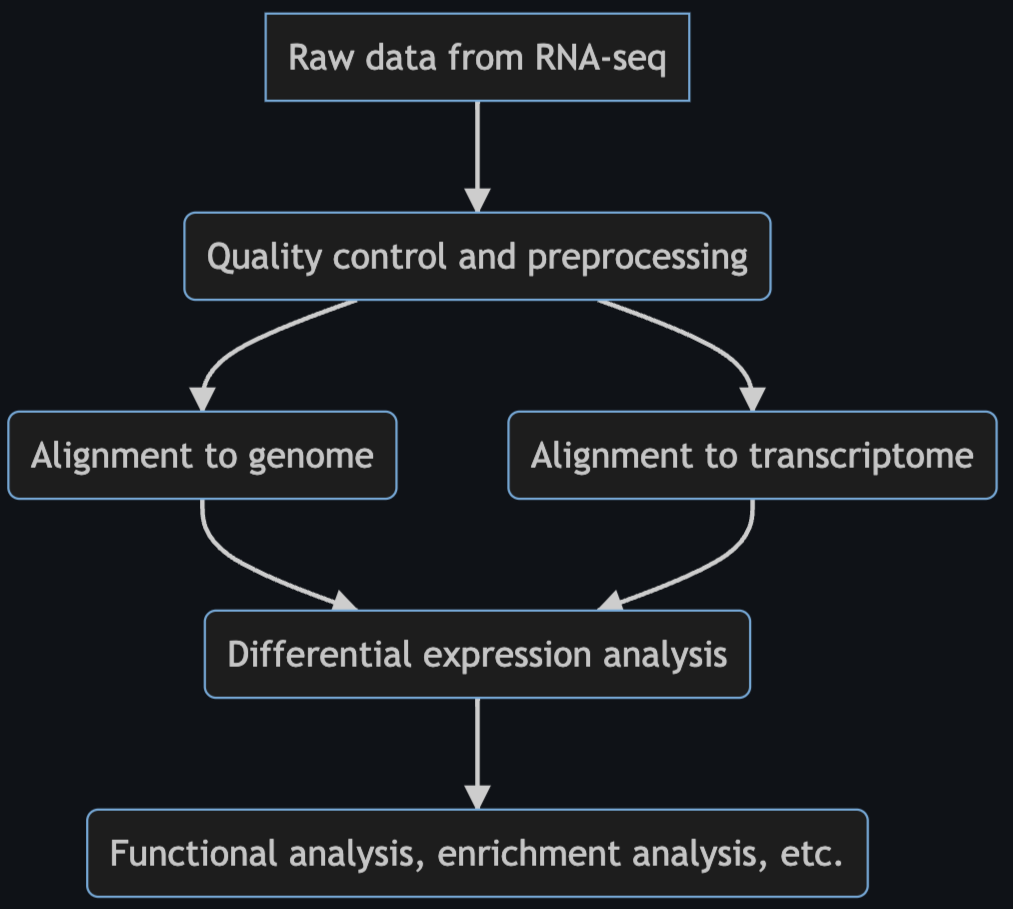 Raw data from RNA-seq
Quality control and preprocessing
Alignment to genome
Alignment to transcriptome
Differential expression analysis
Functional analysis, enrichment analysis, etc.